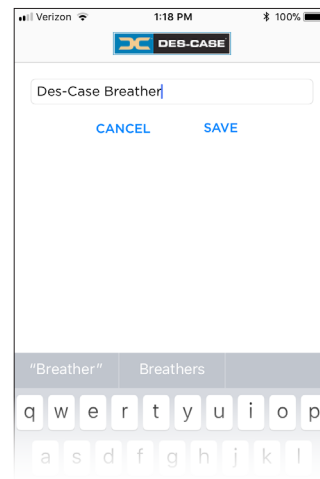 Verizon 1:18 PM 100%
DES-CASE
Des-Case Breather
CANCEL SAVE
"Breather" Breathers
q w e r t y u i o p
a s d f g h j k l